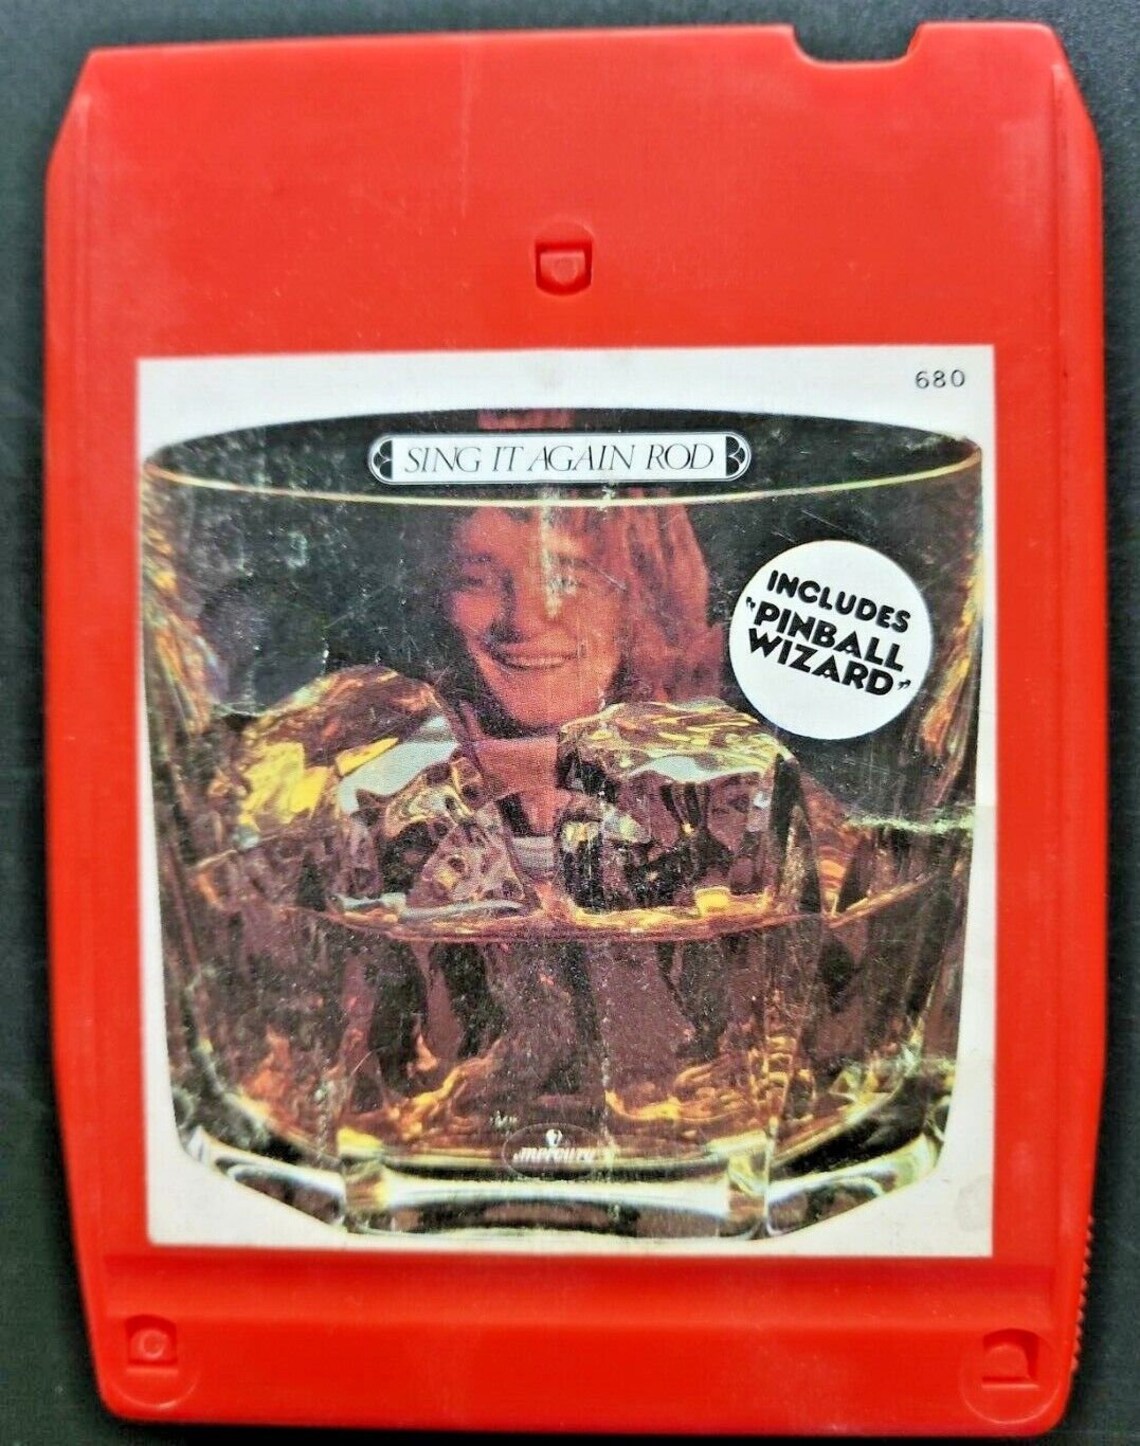 680
SING IT AGAIN ROD
INCLUDES
"PINBALL
WIZARD"
mercury